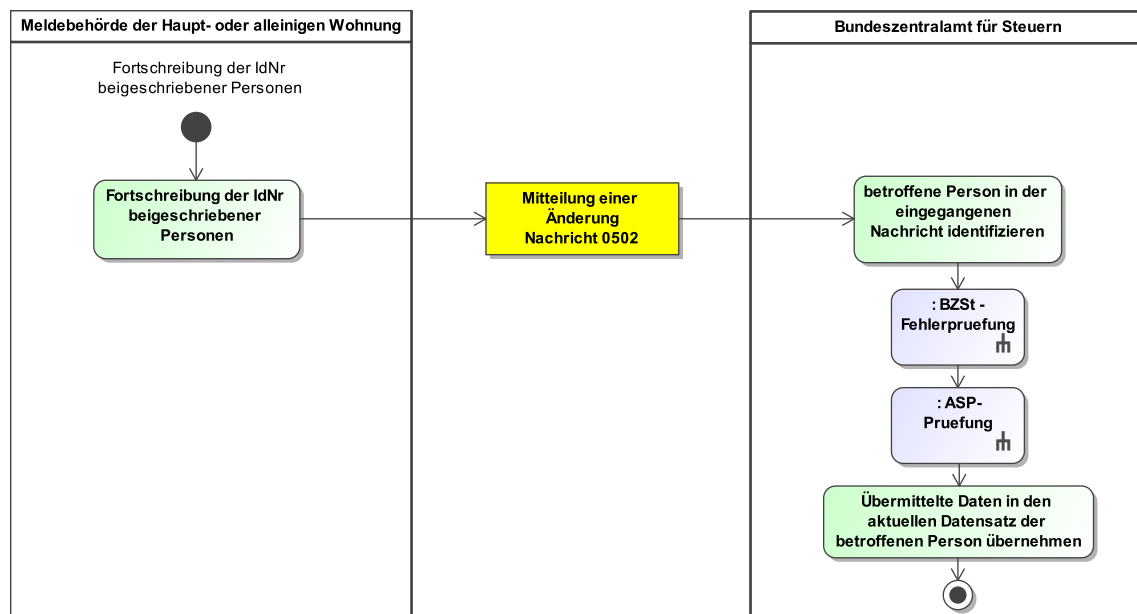 Meldebehörde der Haupt- oder alleinigen Wohnung
Fortschreibung der IdNr
beigeschriebener Personen
Fortschreibung der IdNr
beigeschriebener
Personen
Mitteilung einer
Änderung
Nachricht 0502
Bundeszentralamt für Steuern
betroffene Person in der
eingegangenen
Nachricht identifizieren
: BZSt -
Fehlerpruefung
: ASP-
Pruefung
Übermittelte Daten in den
aktuellen Datensatz der
betroffenen Person übernehmen